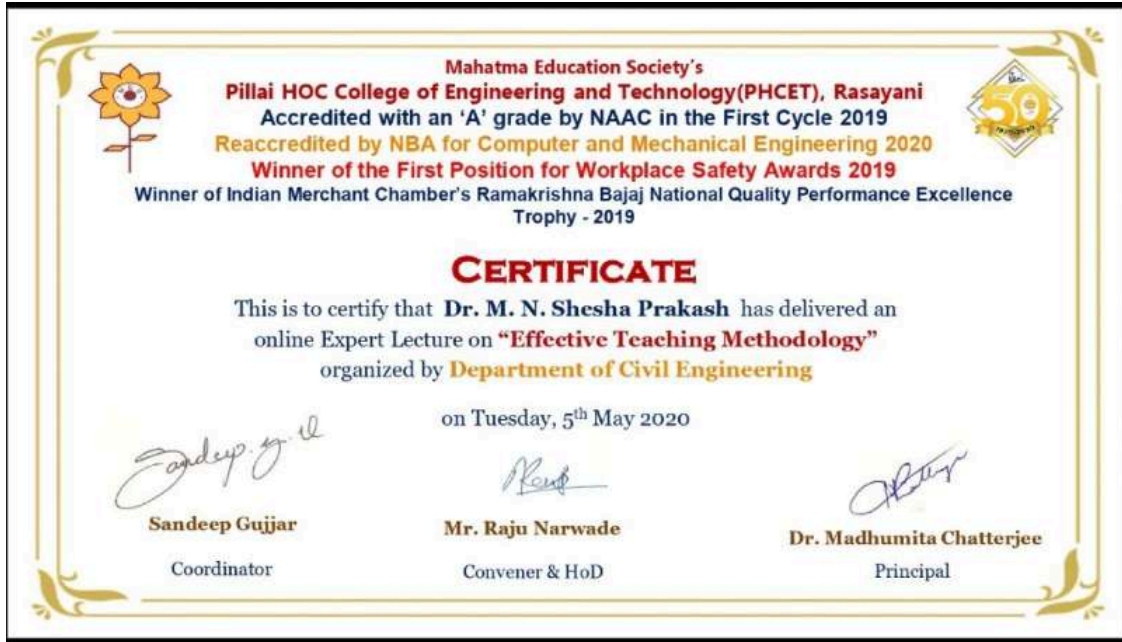 Mahatma Education Society's
Pillai HOC College of Engineering and Technology(PHCET), Rasayani
Accredited with an 'A' grade by NAAC in the First Cycle 2019
Reaccredited by NBA for Computer and Mechanical Engineering 2020
Winner of the First Position for Workplace Safety Awards 2019
Winner of Indian Merchant Chamber's Ramakrishna Bajaj National Quality Performance Excellence
Trophy - 2019
50
CERTIFICATE
This is to certify that Dr. M. N. Shesha Prakash has delivered an
online Expert Lecture on "Effective Teaching Methodology"
organized by Department of Civil Engineering
on Tuesday, 5th May 2020
Sandeep Gujjar
Mr. Raju Narwade
Dr. Madhumita Chatterjee
Coordinator
Convener & HoD
Principal